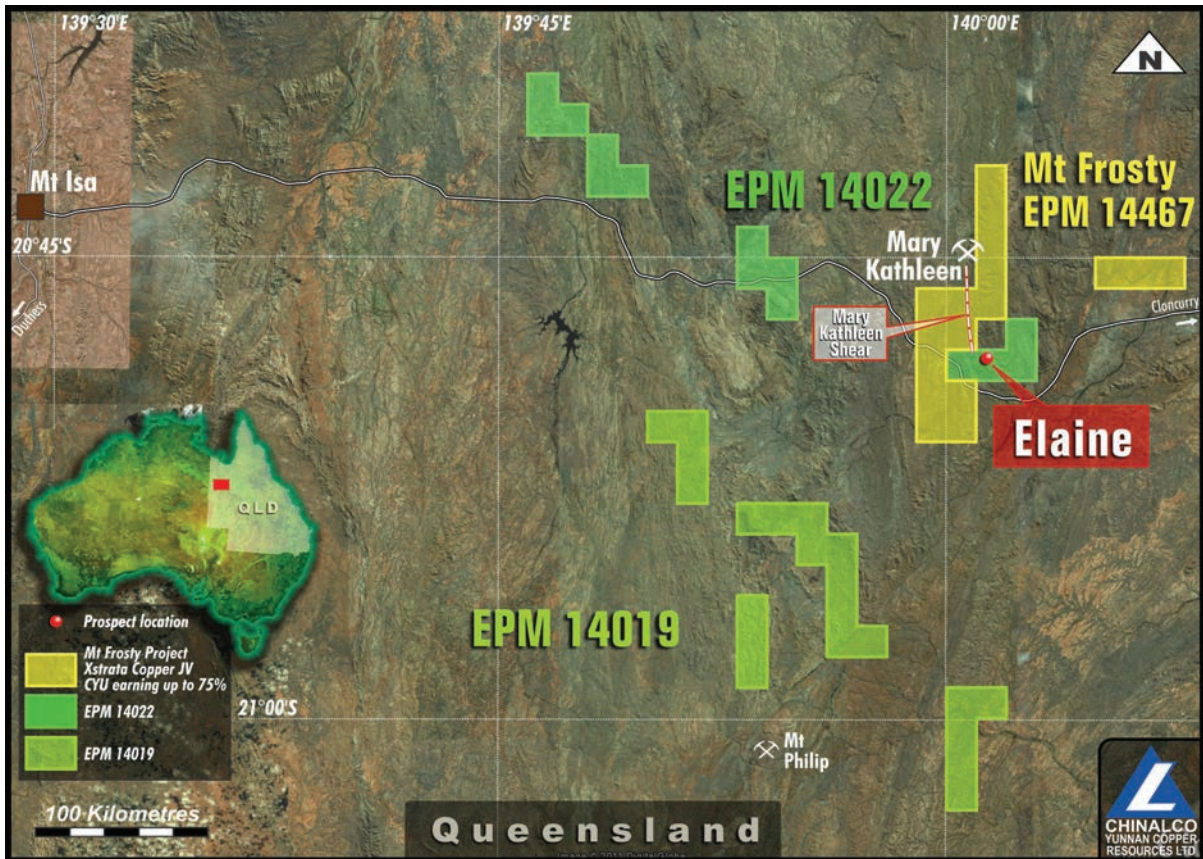 139°30'E
139°45'E
140°00'E
N
Mt Isa
EPM 14022
Mt Frosty
EPM 14467
20°45'S
Mary
Kathleen
Duchess
Cloncurry
Mary
Kathleen
Shear
Elaine
QLD
EPM 14019
Prospect location
Mt Frosty Project
Xstrata Copper JV
CYU earning up to 75%
EPM 14022
EPM 14019
21°00'S
Mt
Philip
100 Kilometres
Queensland
CHINALCO
YUNNAN COPPER
RESOURCES LTD